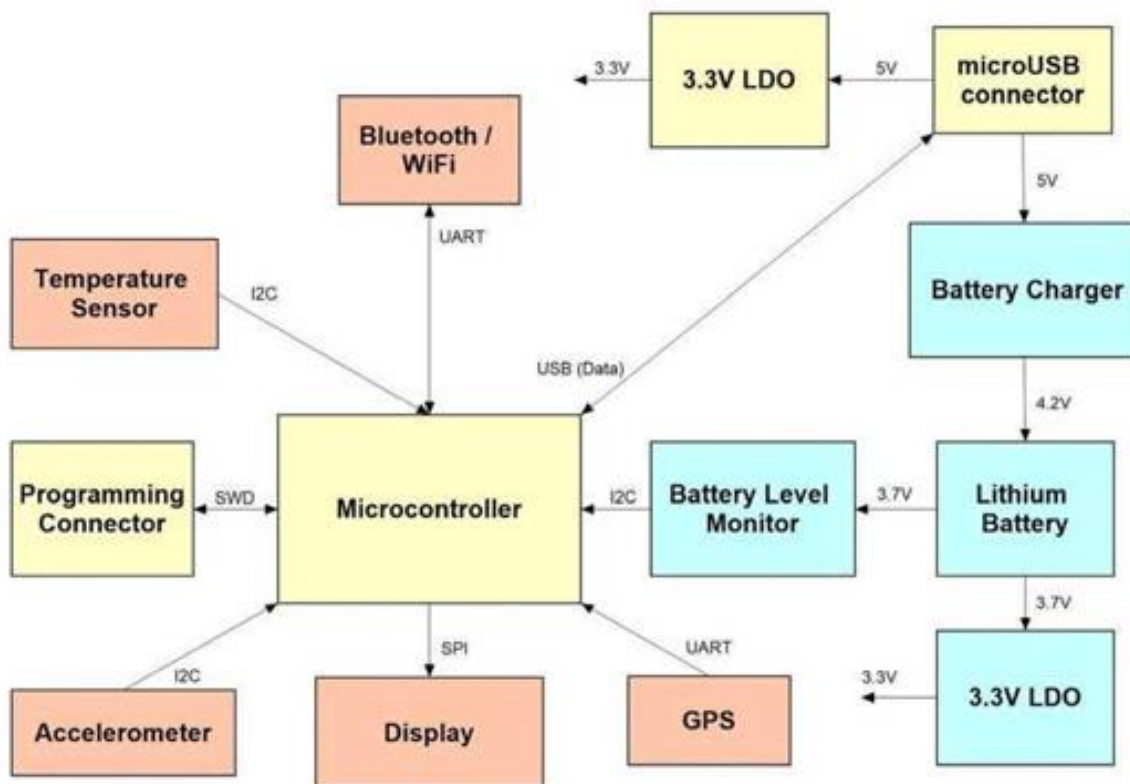 3.3V
3.3V LDO
5V
microUSB
connector
Bluetooth /
WiFi
5V
UART
Temperature
Sensor
I2C
Battery Charger
USB (Data)
4.2V
Programming
Connector
SWD
Microcontroller
I2C
Battery Level
Monitor
3.7V
Lithium
Battery
3.7V
SPI
UART
I2C
3.3V
Accelerometer
Display
GPS
3.3V LDO